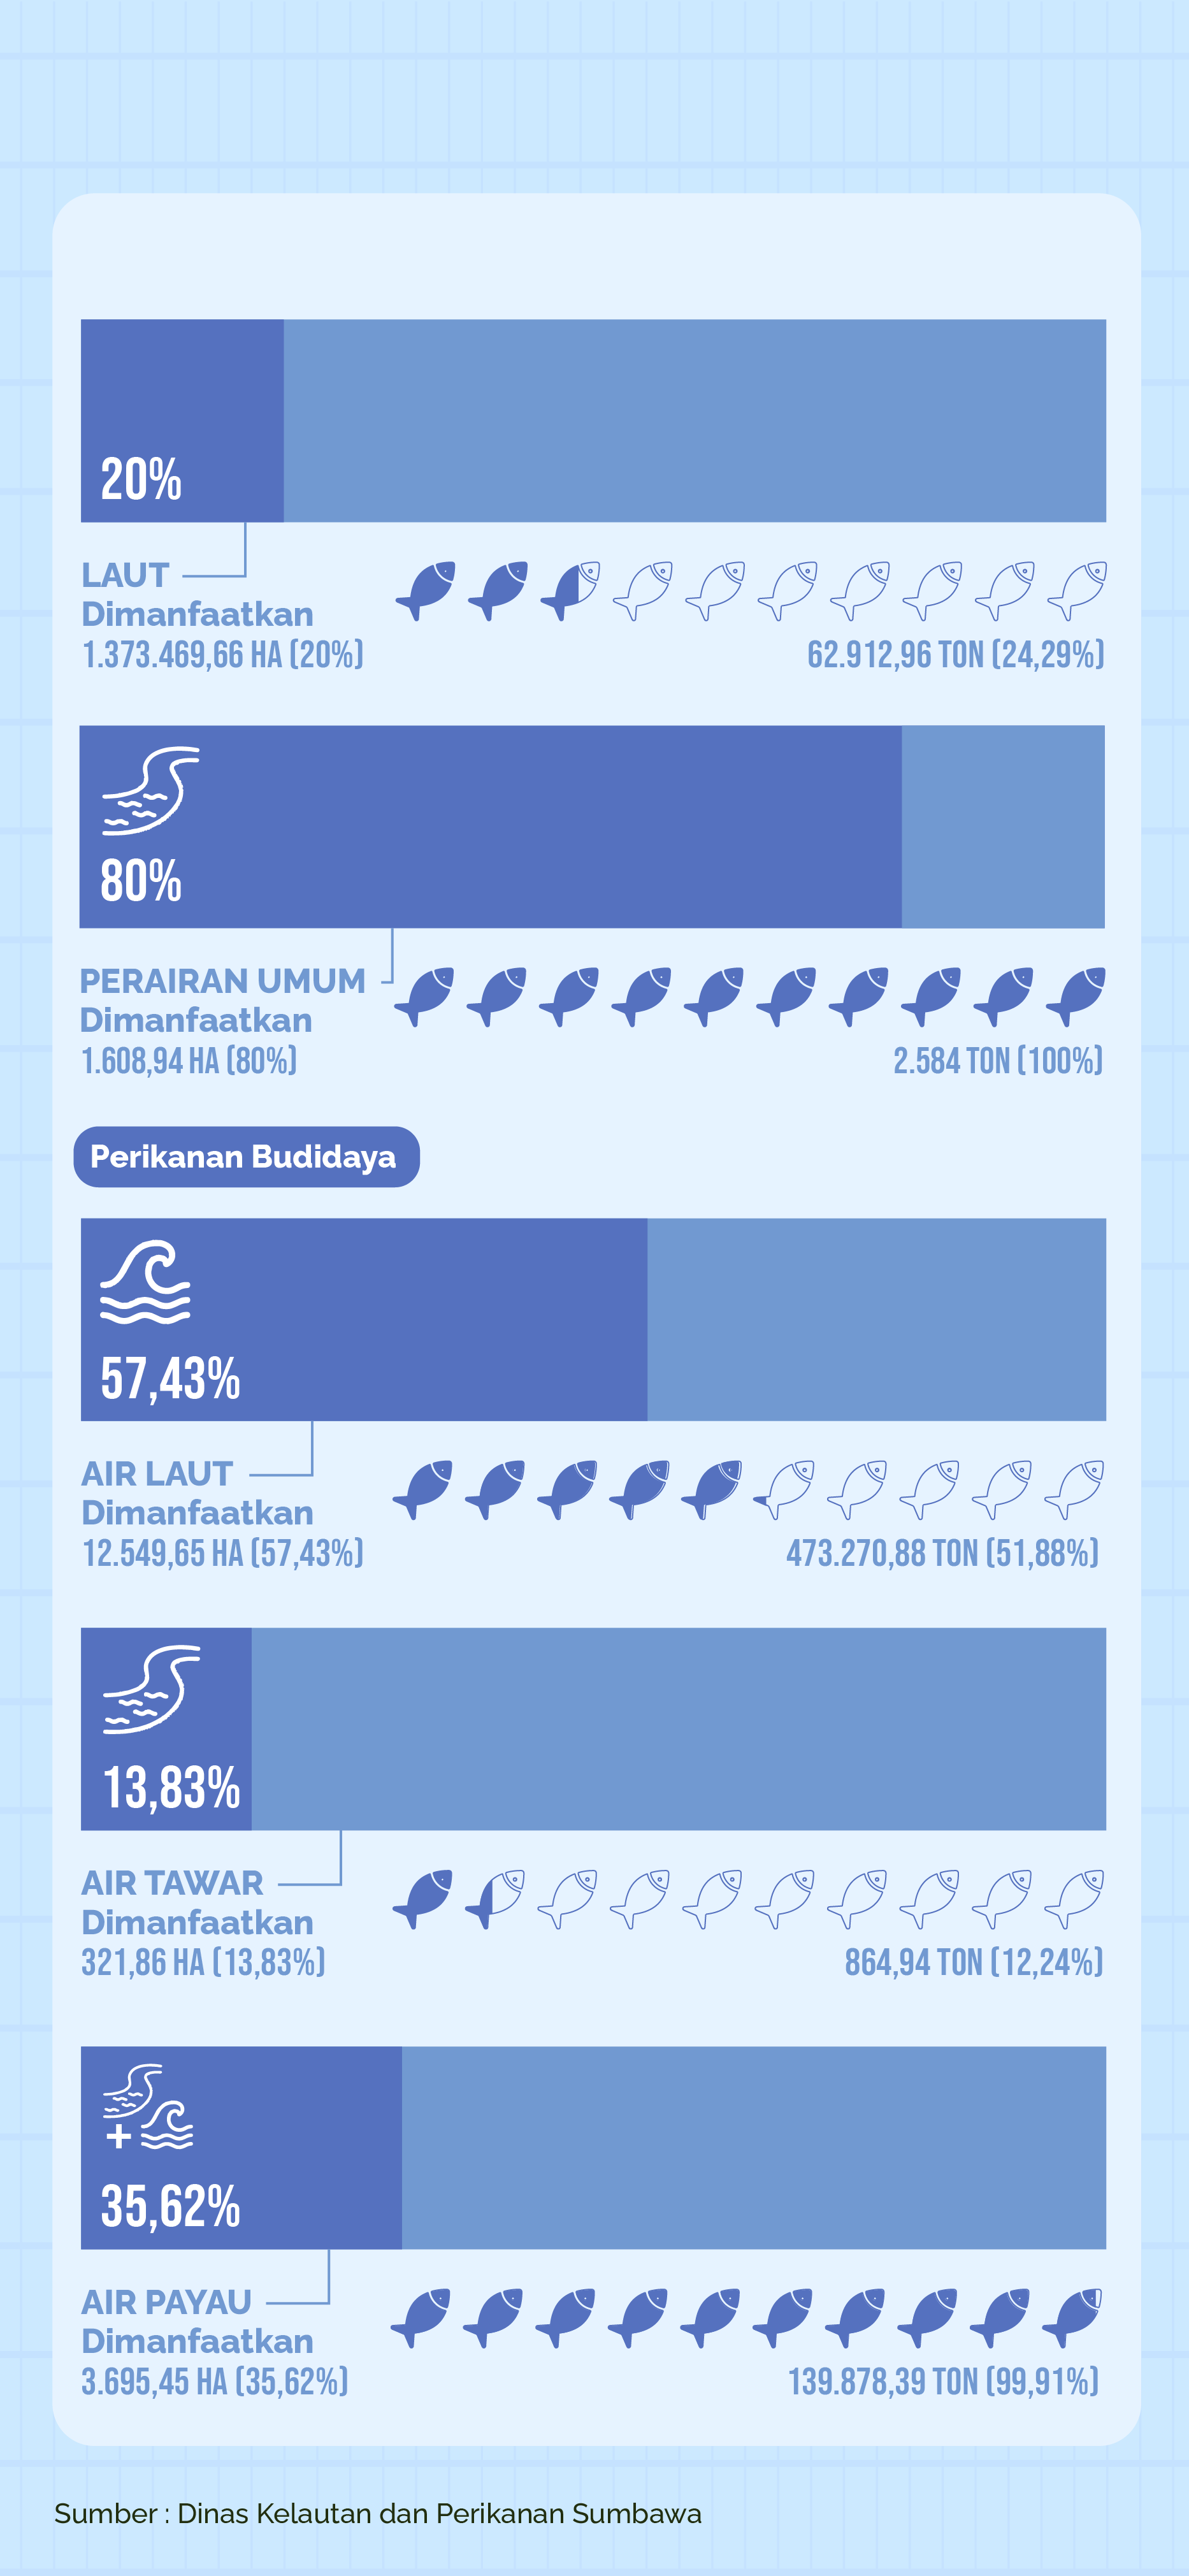 20%
LAUT
Dimanfaatkan
1.373.469,66 HA (20%)
62.912,96 TON (24,29%)
80%
PERAIRAN UMUM
Dimanfaatkan
1.608,94 HA (80%)
2.584 TON (100%)
Perikanan Budidaya
57,43%
AIR LAUT
Dimanfaatkan
12.549,65 HA (57,43%)
473.270,88 TON (51,88%)
13,83%
AIR TAWAR
Dimanfaatkan
321,86 HA (13,83%)
864,94 TON (12,24%)
+
35,62%
AIR PAYAU
Dimanfaatkan
3.695,45 HA (35,62%)
139.878,39 TON (99,91%)
Sumber : Dinas Kelautan dan Perikanan Sumbawa